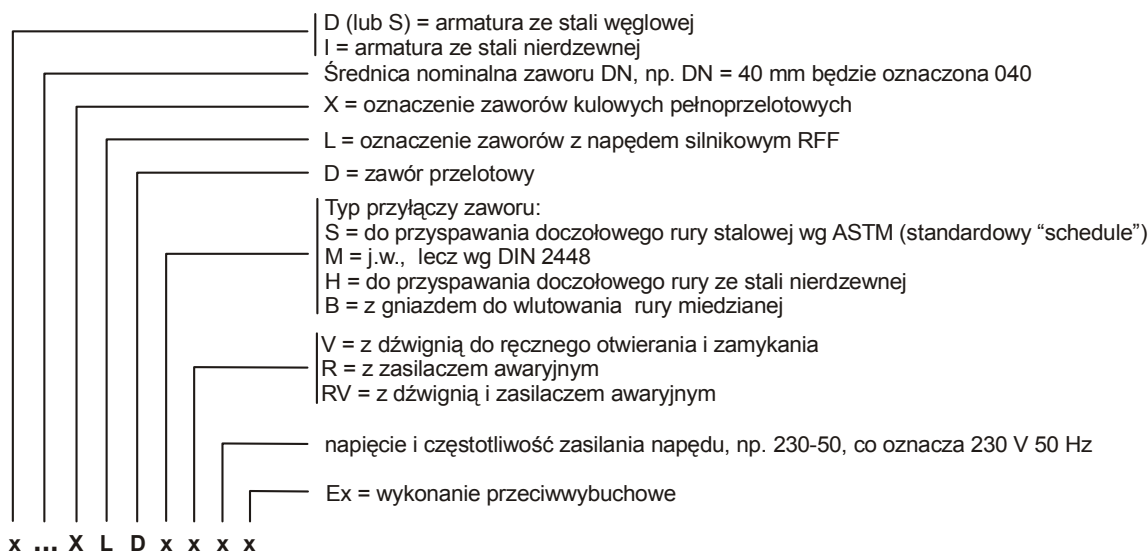 D (lub S) = armatura ze stali węglowej
I = armatura ze stali nierdzewnej
Średnica nominalna zaworu DN, np. DN = 40 mm będzie oznaczona 040
X = oznaczenie zaworów kulowych pełnoprzelotowych
L = oznaczenie zaworów z napędem silnikowym RFF
D = zawór przelotowy
Typ przyłączy zaworu:
S = do przyspawania doczołowego rury stalowej wg ASTM (standardowy “schedule”)
M = j.w., lecz wg DIN 2448
H = do przyspawania doczołowego rury ze stali nierdzewnej
B = z gniazdem do wlutowania rury miedzianej
V = z dźwignią do ręcznego otwierania i zamykania
R = z zasilaczem awaryjnym
RV = z dźwignią i zasilaczem awaryjnym
napięcie i częstotliwość zasilania napędu, np. 230-50, co oznacza 230 V 50 Hz
Ex = wykonanie przeciwwybuchowe
x ... X L D x x x x